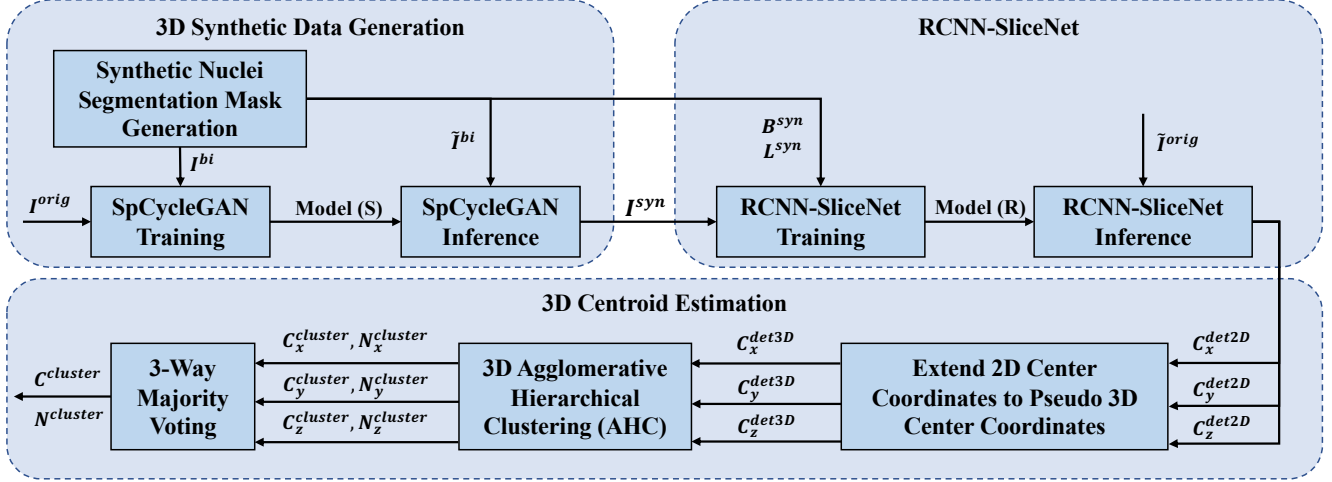 3D Synthetic Data Generation
Synthetic Nuclei
Segmentation Mask
Generation
I^{bi}
Ĩ^{bi}
I^{orig}
SpCycleGAN
Training
Model (S)
SpCycleGAN
Inference
I^{syn}
RCNN-SliceNet
B^{syn}
L^{syn}
Ĩ^{orig}
RCNN-SliceNet
Training
Model (R)
RCNN-SliceNet
Inference
3D Centroid Estimation
C_x^{det2D}
C_y^{det2D}
C_z^{det2D}
Extend 2D Center
Coordinates to Pseudo 3D
Center Coordinates
C_x^{det3D}
C_y^{det3D}
C_z^{det3D}
3D Agglomerative
Hierarchical
Clustering (AHC)
C_x^{cluster}, N_x^{cluster}
C_y^{cluster}, N_y^{cluster}
C_z^{cluster}, N_z^{cluster}
3-Way
Majority
Voting
C^{cluster}
N^{cluster}